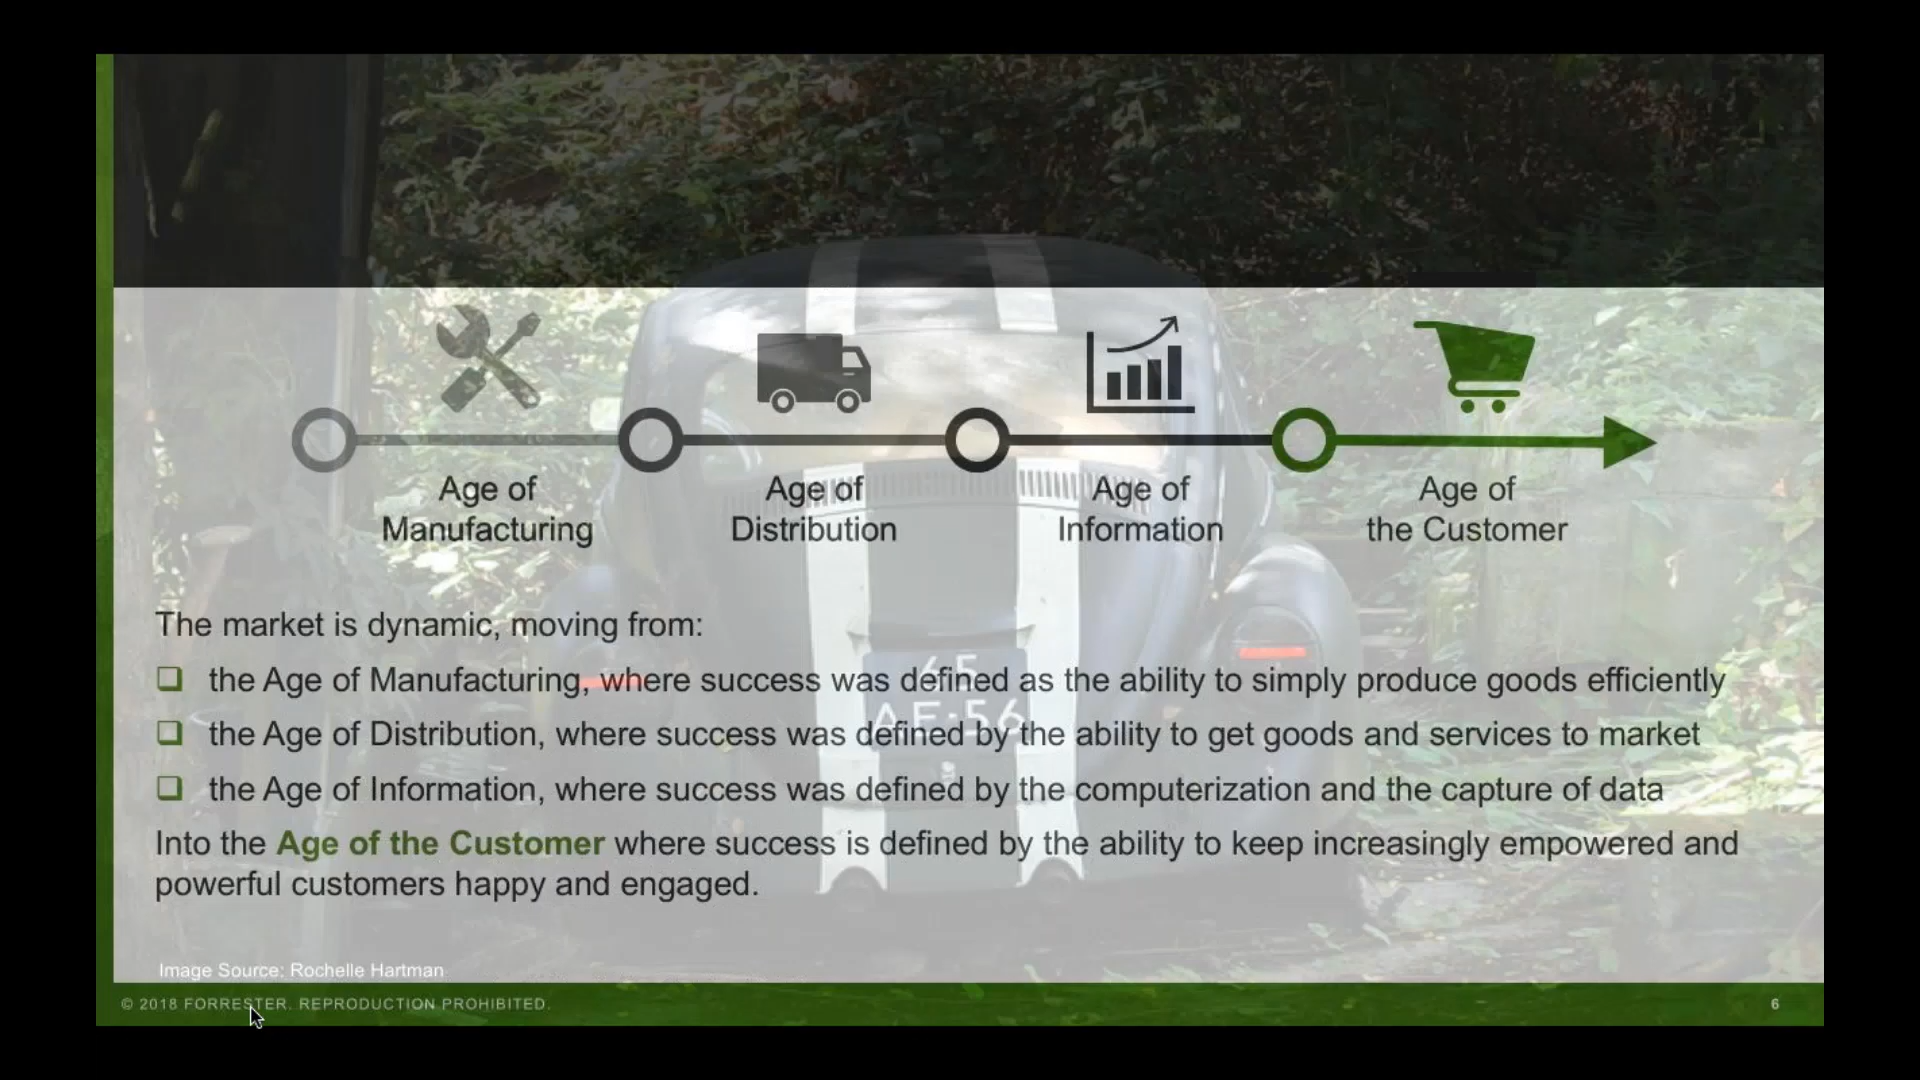 Age of
Manufacturing
Age of
Distribution
Age of
Information
Age of
the Customer
The market is dynamic, moving from:
the Age of Manufacturing, where success was defined as the ability to simply produce goods efficiently
the Age of Distribution, where success was defined by the ability to get goods and services to market
65
AE·56
the Age of Information, where success was defined by the computerization and the capture of data
Into the Age of the Customer where success is defined by the ability to keep increasingly empowered and
powerful customers happy and engaged.
Image Source: Rochelle Hartman
© 2018 FORRESTER. REPRODUCTION PROHIBITED.
6